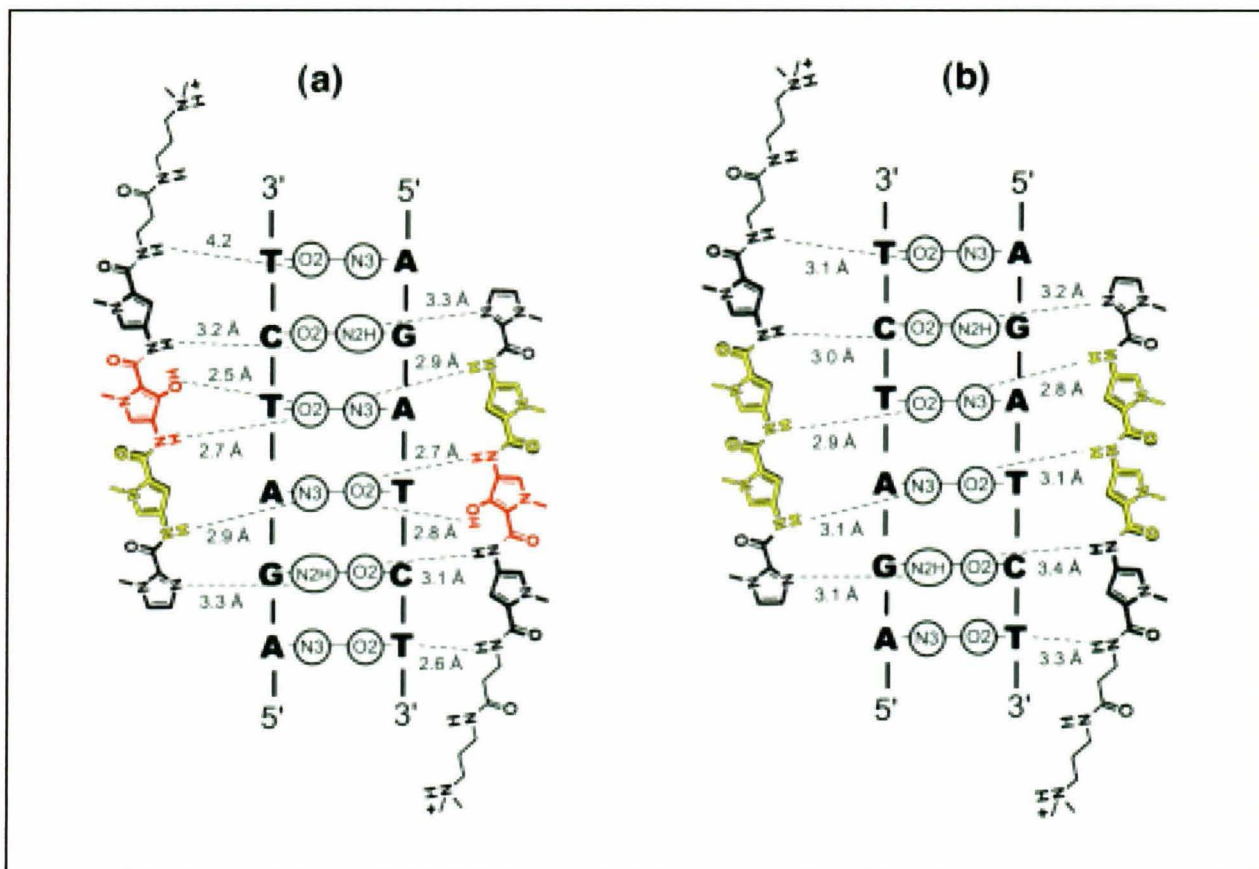 (a)
3' 5'
4.2
T O2 N3 A
3.3 Å
3.2 Å
C O2 N2H G
2.9 Å
2.5 Å
T O2 N3 A
2.7 Å
2.7 Å
A N3 O2 T
2.9 Å
2.8 Å
G N2H O2 C
3.1 Å
3.3 Å
A N3 O2 T
2.6 Å
5' 3'
(b)
3' 5'
T O2 N3 A
3.1 Å
3.2 Å
C O2 N2H G
3.0 Å
2.8 Å
T O2 N3 A
2.9 Å
A N3 O2 T
3.1 Å
3.1 Å
G N2H O2 C
3.4 Å
3.1 Å
A N3 O2 T
3.3 Å
5' 3'